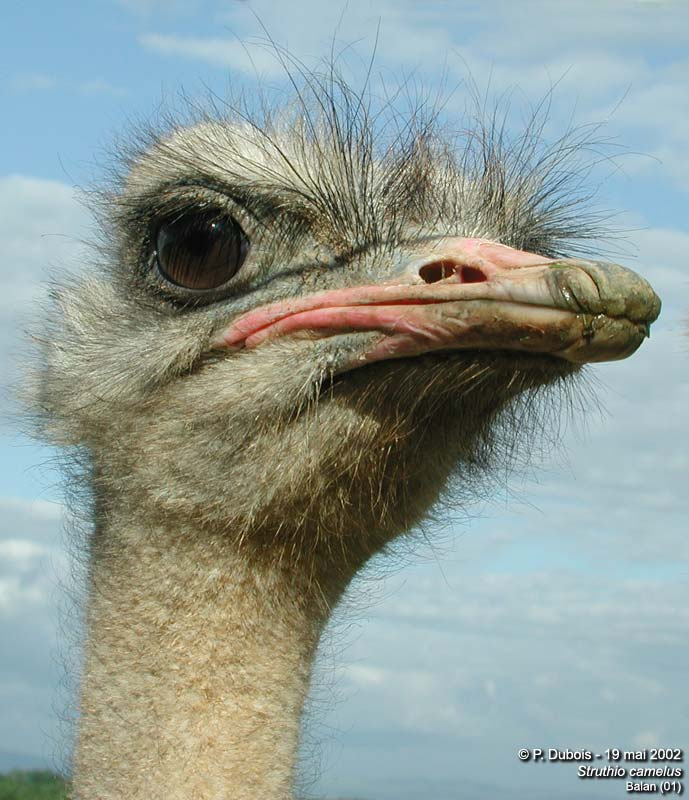 © P. Dubois - 19 mai 2002
Struthio camelus
Balan (01)